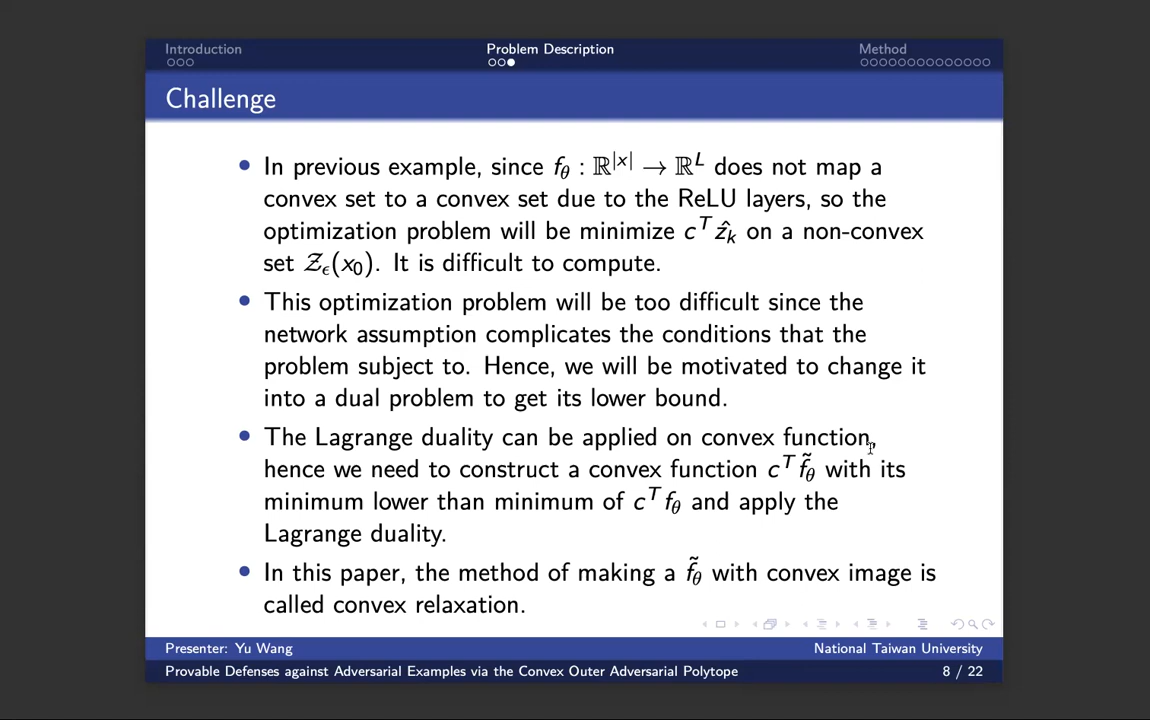 Introduction
Problem Description
Method
Challenge
In previous example, since f_θ : ℝ^|x| → ℝ^L does not map a
convex set to a convex set due to the ReLU layers, so the
optimization problem will be minimize c^T ẑ_k on a non-convex
set 𝒵_ϵ(x_0). It is difficult to compute.
This optimization problem will be too difficult since the
network assumption complicates the conditions that the
problem subject to. Hence, we will be motivated to change it
into a dual problem to get its lower bound.
The Lagrange duality can be applied on convex function,
hence we need to construct a convex function c^T f̃_θ with its
minimum lower than minimum of c^T f_θ and apply the
Lagrange duality.
In this paper, the method of making a f̃_θ with convex image is
called convex relaxation.
Presenter: Yu Wang
National Taiwan University
Provable Defenses against Adversarial Examples via the Convex Outer Adversarial Polytope
8 / 22